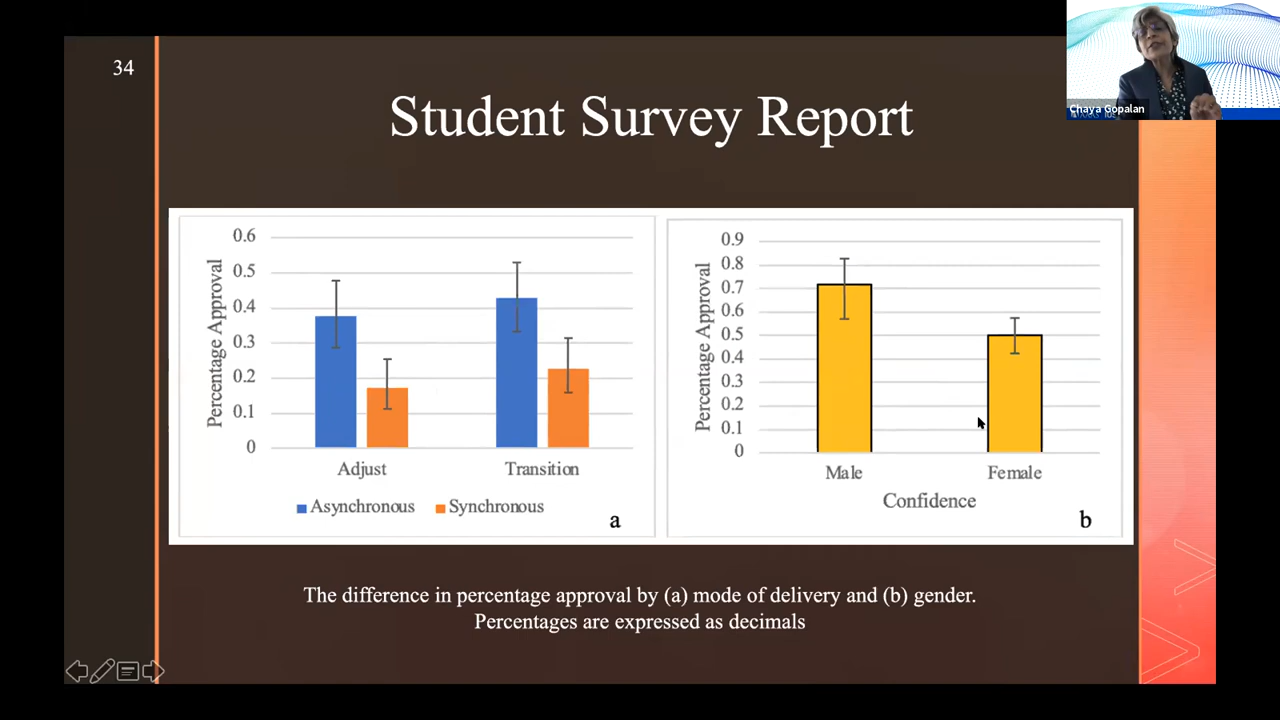 34
Student Survey Report
Chaya Gopalan
Percentage Approval
0.6
0.5
0.4
0.3
0.2
0.1
0
Adjust Transition
Asynchronous Synchronous
a
Percentage Approval
0.9
0.8
0.7
0.6
0.5
0.4
0.3
0.2
0.1
0
Male Female
Confidence
b
The difference in percentage approval by (a) mode of delivery and (b) gender.
Percentages are expressed as decimals